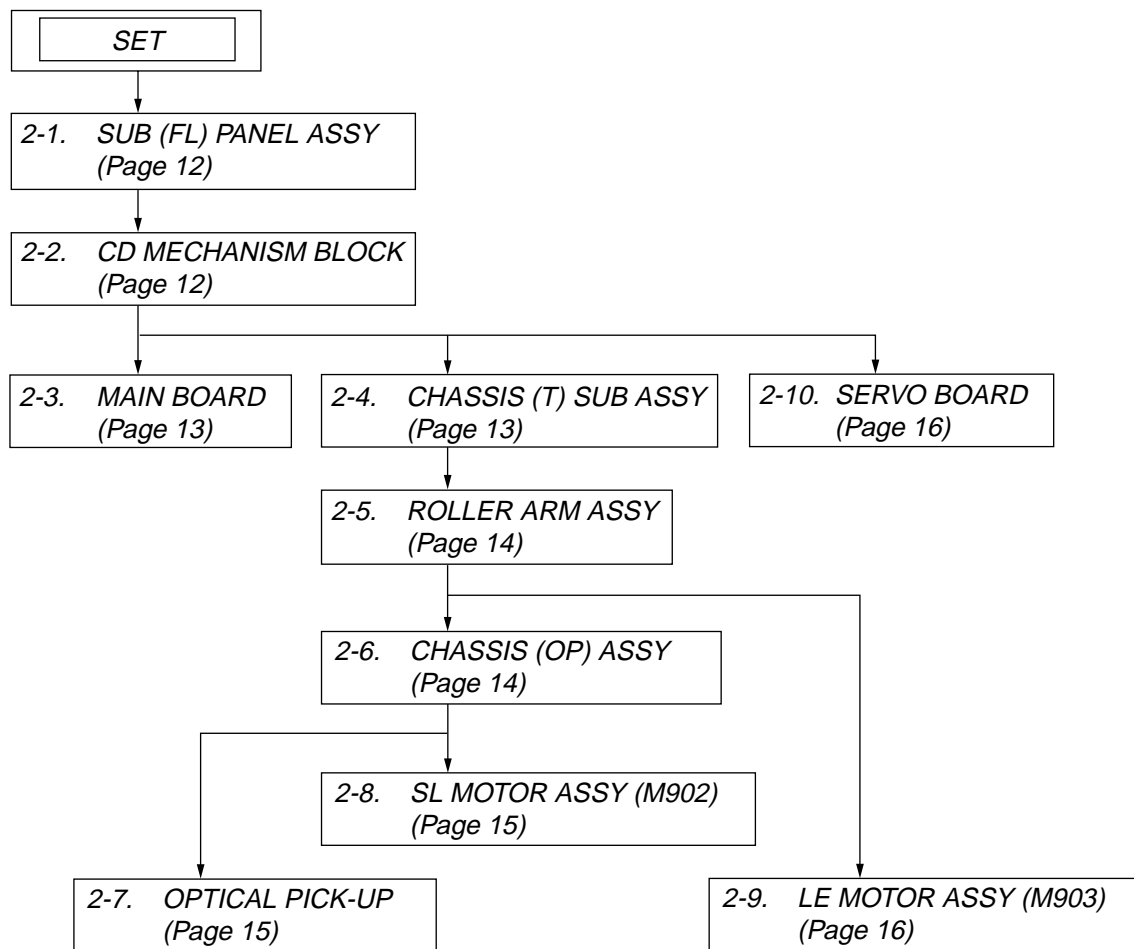 SET
2-1. SUB (FL) PANEL ASSY
(Page 12)
2-2. CD MECHANISM BLOCK
(Page 12)
2-3. MAIN BOARD
(Page 13)
2-4. CHASSIS (T) SUB ASSY
(Page 13)
2-10. SERVO BOARD
(Page 16)
2-5. ROLLER ARM ASSY
(Page 14)
2-6. CHASSIS (OP) ASSY
(Page 14)
2-8. SL MOTOR ASSY (M902)
(Page 15)
2-7. OPTICAL PICK-UP
(Page 15)
2-9. LE MOTOR ASSY (M903)
(Page 16)